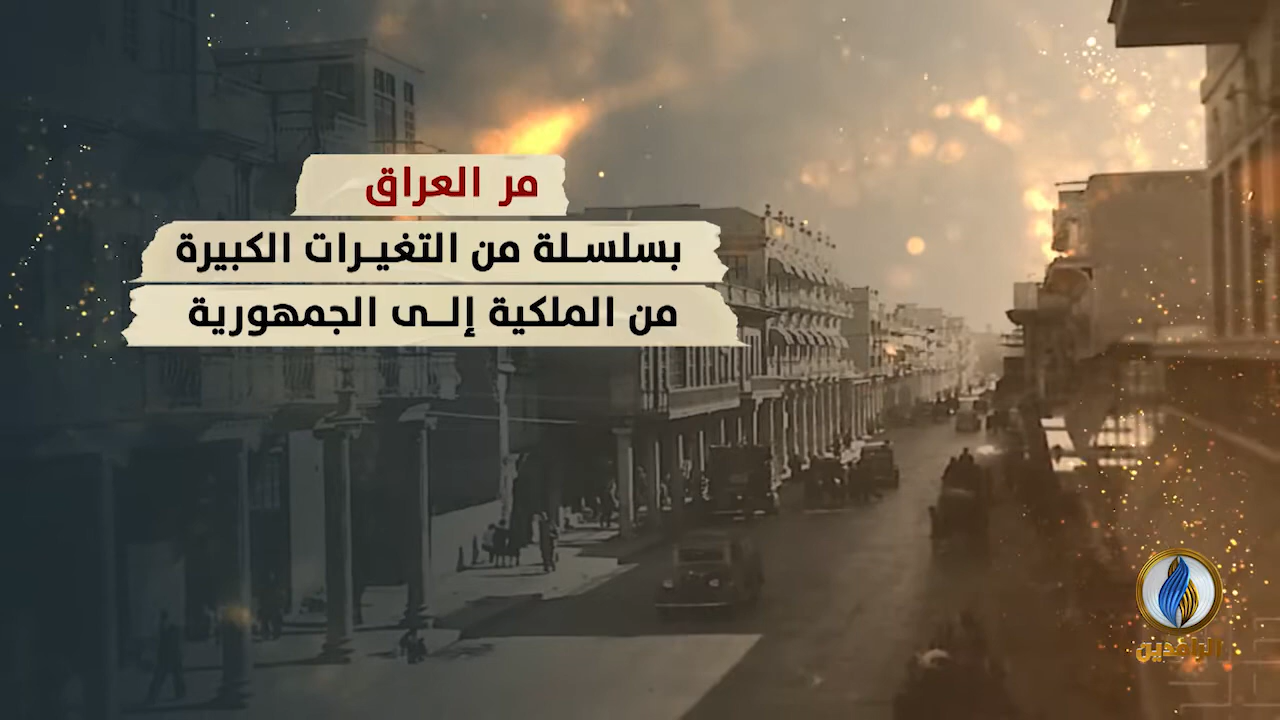 مر العراق
بسلسلة من التغيرات الكبيرة
من الملكية إلى الجمهورية
الرافدين